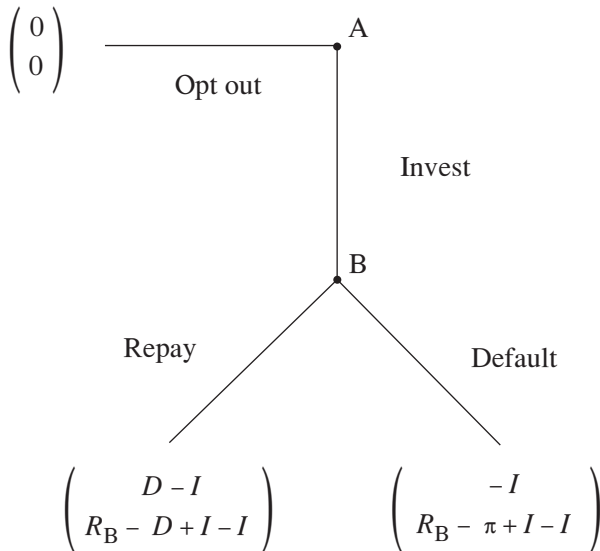 0
0
A
Opt out
Invest
B
Repay
Default
D – I
R_B – D + I – I
– I
R_B – π + I – I